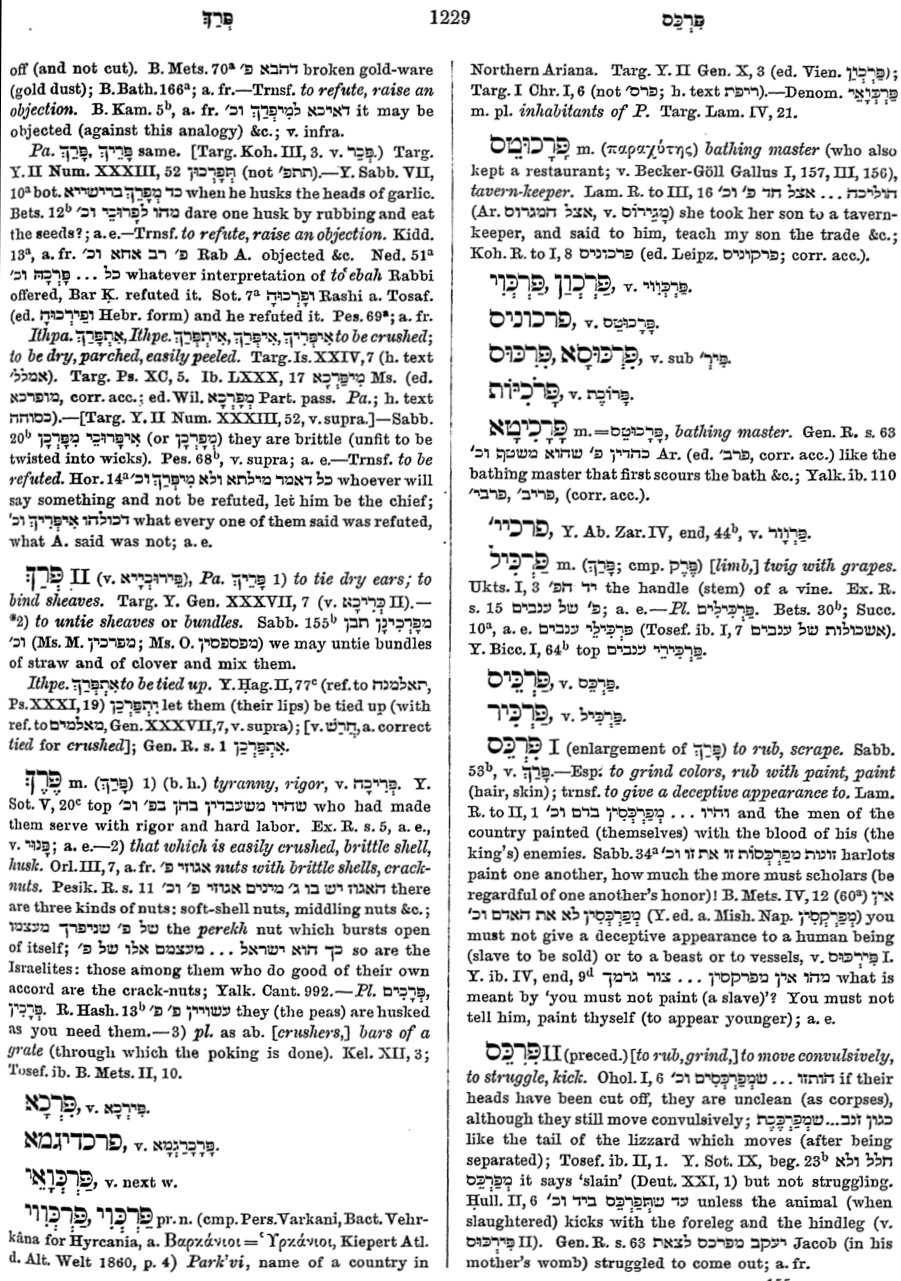 פְּרַךְ 1229 פִּרְכֵּס
off (and not cut). B. Mets. 70ᵃ דהבא פ׳ broken gold-ware
(gold dust); B. Bath. 166ᵃ; a. fr.—Trnsf. to refute, raise an
objection. B. Kam. 5ᵇ, a. fr. דאיכא למִיפְרַךְ וכ׳ it may be
objected (against this analogy) &c.; v. infra.
Pa. פָּרֵיךְ, פָּרֵךְ same. [Targ. Koh. III, 3. v. פְּכַר.) Targ.
Y. II Num. XXXIII, 52 תְּפָרְכוּן (not תתפ׳).—Y. Sabb. VII,
10ᵃ bot. כד מְפָרֵךְ ברישייא when he husks the heads of garlic.
Bets. 12ᵇ מהו לפָרוּכֵי וכ׳ dare one husk by rubbing and eat
the seeds?; a. e.—Trnsf. to refute, raise an objection. Kidd.
13ᵃ, a. fr. פ׳ רב אחא וכ׳ Rab A. objected &c. Ned. 51ᵃ
כל ... פָּרְכָהּ וכ׳ whatever interpretation of to‘ebah Rabbi
offered, Bar Ḳ. refuted it. Sot. 7ᵃ וּפָרְכוּהָ Rashi a. Tosaf.
(ed. ופֵירְכוּהָ Hebr. form) and he refuted it. Pes. 69ᵃ; a. fr.
Ithpa. אִתְפָּרַךְ, Ithpe. אִיפְּרִיךְ, אִיפְּרַךְ, אִיתְפְּרַךְ to be crushed;
to be dry, parched, easily peeled. Targ. Is. XXIV, 7 (h. text
אמלל׳). Targ. Ps. XC, 5. Ib. LXXX, 17 מִיפַּרְכָא Ms. (ed.
מופרכא, corr. acc.; ed. Wil. מְפָרְכָא Part. pass. Pa.; h. text
כסוחה).—[Targ. Y. II Num. XXXIII, 52, v. supra.]—Sabb.
20ᵇ אִיפָּרוּכֵי מִפָּרְכָן (or מְפָרְכָן) they are brittle (unfit to be
twisted into wicks). Pes. 68ᵇ, v. supra; a. e.—Trnsf. to be
refuted. Hor. 14ᵃ כל דאמר מילתא ולא מִיפְּרַךְ וכ׳ whoever will
say something and not be refuted, let him be the chief;
דכולהו אִיפְּרִיךְ וכ׳ what every one of them said was refuted,
what A. said was not; a. e.
פְּרַךְ II (v. פֵּירוּכְיָיא), Pa. פָּרֵיךְ 1) to tie dry ears; to
bind sheaves. Targ. Y. Gen. XXXVII, 7 (v. כְּרִיכָא II).—
*2) to untie sheaves or bundles. Sabb. 155ᵇ מפָרְכִינָן תבן
וכ׳ (Ms. M. מפרכין; Ms. O. מפספסין) we may untie bundles
of straw and of clover and mix them.
Ithpe. אִתְפְּרַךְ to be tied up. Y. Ḥag. II, 77ᶜ (ref. to תאלמנה,
Ps. XXXI, 19) יִתְפַּרְכָן let them (their lips) be tied up (with
ref. to מאלמים, Gen. XXXVII, 7, v. supra); [v. חֲרַשׁ, a. correct
tied for crushed]; Gen. R. s. 1 אִתְפַּרְכָן.
פֶּרֶךְ m. (פָּרַךְ) 1) (b. h.) tyranny, rigor, v. פְּרִיכָה. Y.
Sot. V, 20ᶜ top שהיו משעבדין בהן בפ׳ וכ׳ who had made
them serve with rigor and hard labor. Ex. R. s. 5, a. e.,
v. פָּנוּי; a. e.—2) that which is easily crushed, brittle shell,
husk. Orl. III, 7, a. fr. אגוזי פ׳ nuts with brittle shells, crack-
nuts. Pesik. R. s. 11 האגוז יש בו ג׳ מינים אגוזי פ׳ וכ׳ there
are three kinds of nuts: soft-shell nuts, middling nuts &c.;
של פ׳ שניפרך מעצמו the perekh nut which bursts open
of itself; כך הוא ישראל ... מעצמם אלו של פ׳ so are the
Israelites: those among them who do good of their own
accord are the crack-nuts; Yalk. Cant. 992.—Pl. פְּרָכִים,
פְּרָכִין. R. Hash. 13ᵇ עשויין פ׳ פ׳ they (the peas) are husked
as you need them.—3) pl. as ab. [crushers,] bars of a
grate (through which the poking is done). Kel. XII, 3;
Tosef. ib. B. Mets. II, 10.
פִּרְכָא, v. פִּירְכָא.
פרכדיגמא, v. פָּרָכָרַגְמָא.
פַּרְכְּוָאֵי, v. next w.
פַּרְכְּוִי, פַּרְכְּווִי pr. n. (cmp. Pers. Varkani, Bact. Vehr-
kâna for Hyrcania, a. Βαρκάνιοι = Ὑρκάνιοι, Kiepert Atl.
d. Alt. Welt 1860, p. 4) Park’vi, name of a country in
Northern Ariana. Targ. Y. II Gen. X, 3 (ed. Vien. פַּרְכְוָן);
Targ. I Chr. I, 6 (not פרס׳; h. text ריפת).—Denom. פַּרְכְּוָאֵי
m. pl. inhabitants of P. Targ. Lam. IV, 21.
פָּרָכוּטֵס m. (παραχύτης) bathing master (who also
kept a restaurant; v. Becker-Göll Gallus I, 157, III, 156),
tavern-keeper. Lam. R. to III, 16 הוליכה ... אצל חד פ׳ וכ׳
(Ar. אצל המגרוס, v. מַגִּירוֹס) she took her son to a tavern-
keeper, and said to him, teach my son the trade &c.;
Koh. R. to I, 8 פרכוניס (ed. Leipz. פרקוניס; corr. acc.).
פַּרְכְוַן, פַּרְכְּוִי, v. פַּרְכְּווִי.
פרכוניס, v. פָּרָכוּטֵס.
פִּרְכּוּסָא, פִּרְכּוּס, v. sub פִּיר׳.
פָּרֹכִיּוֹת, v. פָּרוֹכֶת.
פָּרָכִיטָא m.=פָּרָכוּטֵס, bathing master. Gen. R. s. 63
כהדין פ׳ שהוא משטף וכ׳ Ar. (ed. פרב׳, corr. acc.) like the
bathing master that first scours the bath &c.; Yalk. ib. 110
פריב׳, פרבי׳, (corr. acc.).
פרכיי׳, Y. Ab. Zar. IV, end, 44ᵇ, v. פַּרְוָור.
פַּרְכִּיל m. (פָּרַךְ; cmp. פֶּרֶק) [limb,] twig with grapes.
Ukts. I, 3 יד הפ׳ the handle (stem) of a vine. Ex. R.
s. 15 פ׳ של ענבים; a. e.—Pl. פַּרְכִּילִים. Bets. 30ᵇ; Succ.
10ᵃ, a. e. פַּרְכִּילֵי ענבים (Tosef. ib. I, 7 אשכולות של ענבים).
Y. Bicc. I, 64ᵇ top פַּרְכִּירֵי ענבים.
פַּרְכֵּיס, v. פַּרְכֵּס.
פַּרְכִּיר, v. פַּרְכִּיל.
פִּרְכֵּס I (enlargement of פָּרַךְ) to rub, scrape. Sabb.
53ᵇ, v. פָּרַךְ.—Esp. to grind colors, rub with paint, paint
(hair, skin); trnsf. to give a deceptive appearance to. Lam.
R. to II, 1 והיו ... מְפַרְכְּסִין בדם וכ׳ and the men of the
country painted (themselves) with the blood of his (the
king’s) enemies. Sabb. 34ᵃ זונות מפַרְכְּסוֹת זו את זו וכ׳ harlots
paint one another, how much the more must scholars (be
regardful of one another’s honor)! B. Mets. IV, 12 (60ᵃ) אין
מְפַרְכְּסִין לא את האדם וכ׳ (Y. ed. a. Mish. Nap. מְפַרְקְסִין) you
must not give a deceptive appearance to a human being
(slave to be sold) or to a beast or to vessels, v. פֵּירְכּוּס I.
Y. ib. IV, end, 9ᵈ מהו אין מפרקסין ... צור גרמך what is
meant by ‘you must not paint (a slave)’? You must not
tell him, paint thyself (to appear younger); a. e.
פִּרְכֵּס II (preced.) [to rub, grind,] to move convulsively,
to struggle, kick. Ohol. I, 6 הותזו ... שֶׁמְּפַרְכְּסִים וכ׳ if their
heads have been cut off, they are unclean (as corpses),
although they still move convulsively; כגון זנב...שמפַרְכֶּסֶת
like the tail of the lizzard which moves (after being
separated); Tosef. ib. II, 1. Y. Sot. IX, beg. 23ᵇ חלל ולא
מְפַרְכֵּס it says ‘slain’ (Deut. XXI, 1) but not struggling.
Ḥull. II, 6 עד שתְּפַרְכֵּס ביד וכ׳ unless the animal (when
slaughtered) kicks with the foreleg and the hindleg (v.
פֵּירְכּוּס II). Gen. R. s. 63 יעקב מפרכס לצאת Jacob (in his
mother’s womb) struggled to come out; a. fr.